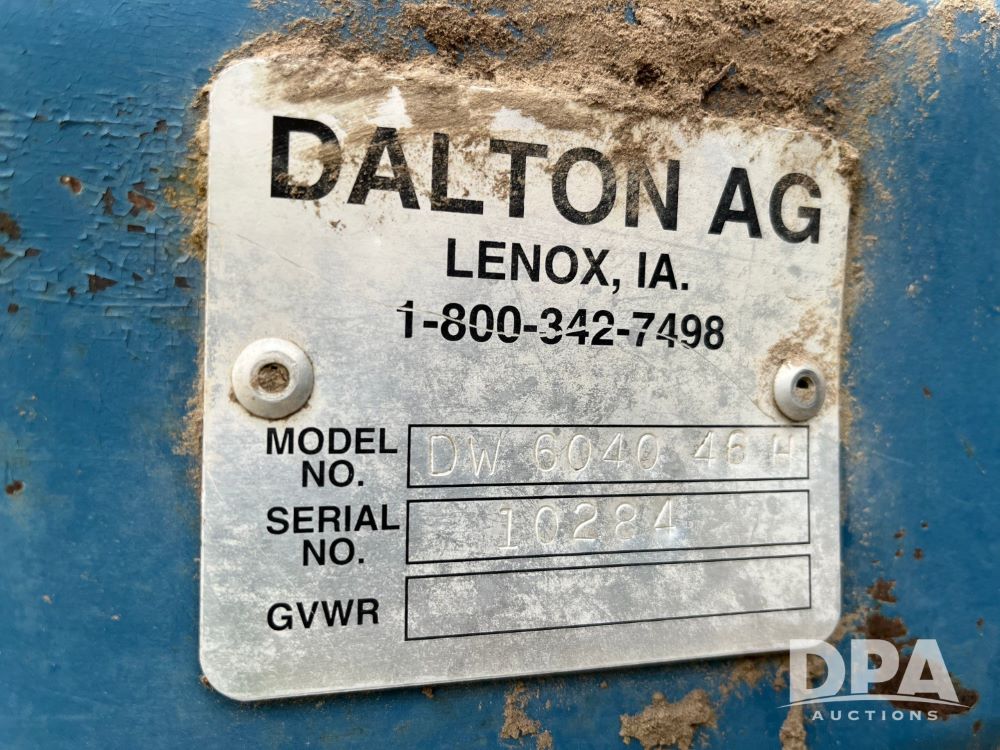 DALTON AG
LENOX, IA.
1-800-342-7498
MODEL NO. DW 6040 46 H
SERIAL NO. 10284
GVWR
DPA
AUCTIONS